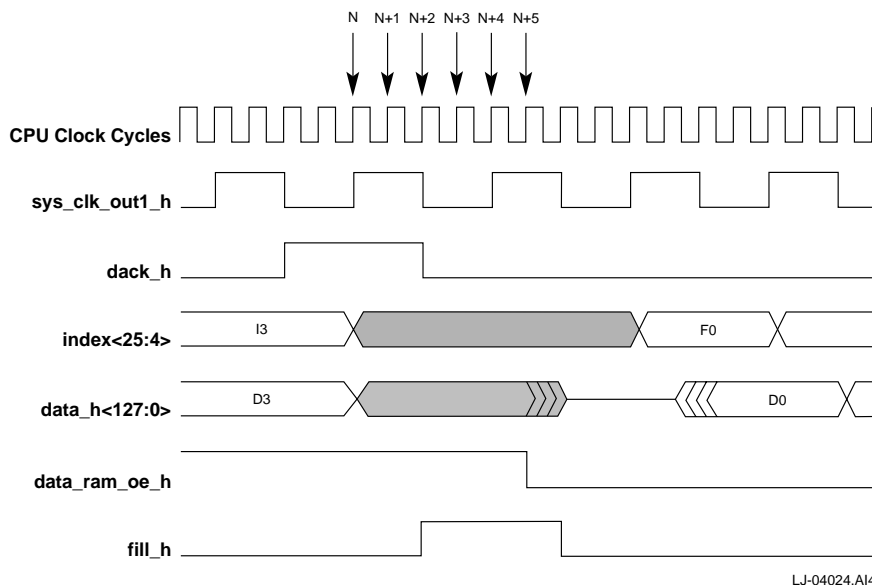 N N+1 N+2 N+3 N+4 N+5
CPU Clock Cycles
sys_clk_out1_h
dack_h
index<25:4> I3 F0
data_h<127:0> D3 D0
data_ram_oe_h
fill_h
LJ-04024.AI4